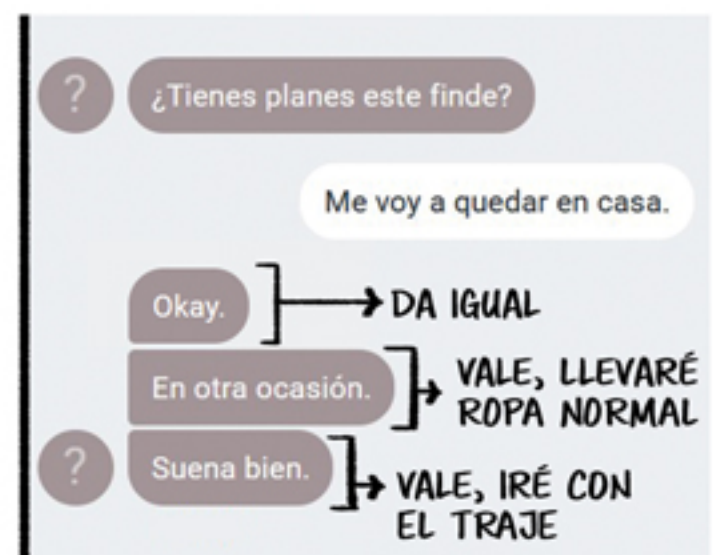 ?
¿Tienes planes este finde?
Me voy a quedar en casa.
Okay.
DA IGUAL
En otra ocasión.
VALE, LLEVARÉ
ROPA NORMAL
?
Suena bien.
VALE, IRÉ CON
EL TRAJE